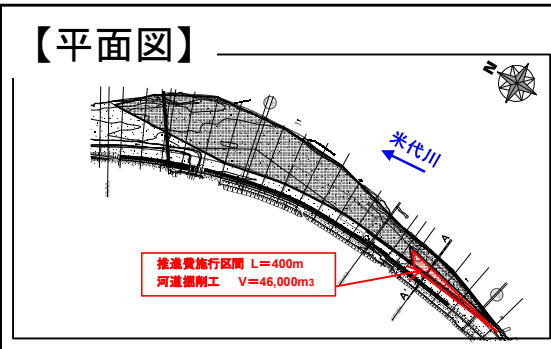 【平面図】
N
米代川
A
A'
推進費施行区間 L=400m
河道掘削工 V=46,000m3